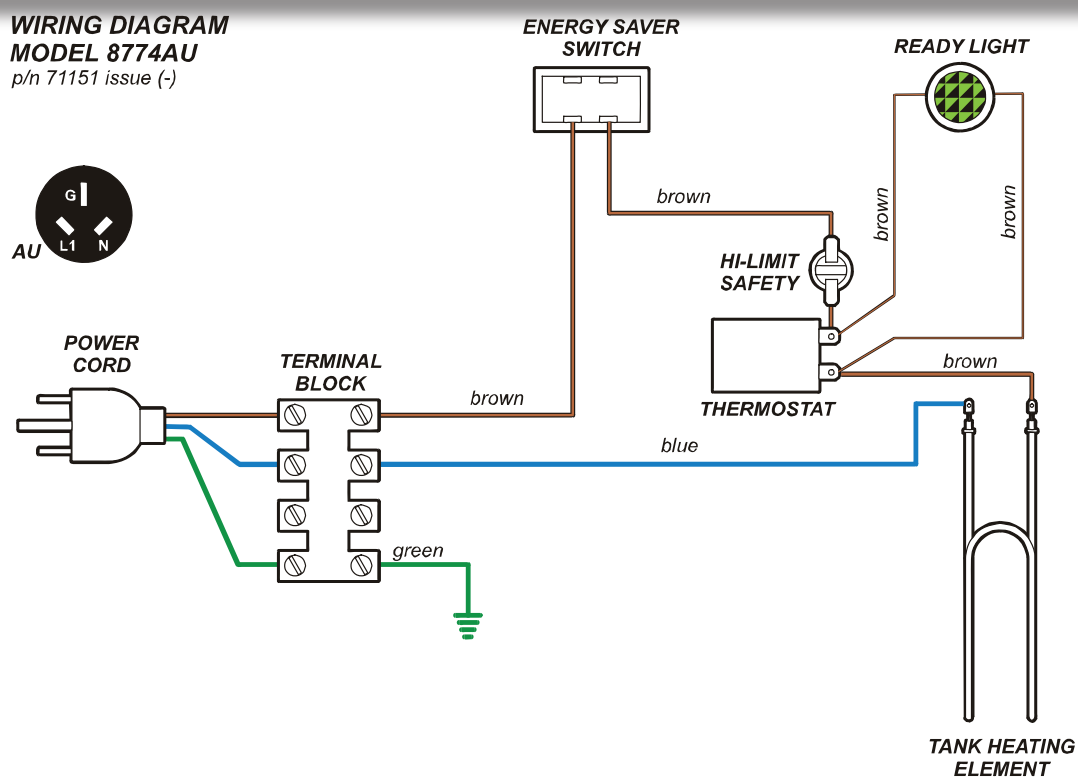 WIRING DIAGRAM
MODEL 8774AU
p/n 71151 issue (-)
ENERGY SAVER
SWITCH
READY LIGHT
G
L1 N
AU
brown
brown
brown
HI-LIMIT
SAFETY
POWER
CORD
TERMINAL
BLOCK
brown
brown
THERMOSTAT
blue
green
TANK HEATING
ELEMENT